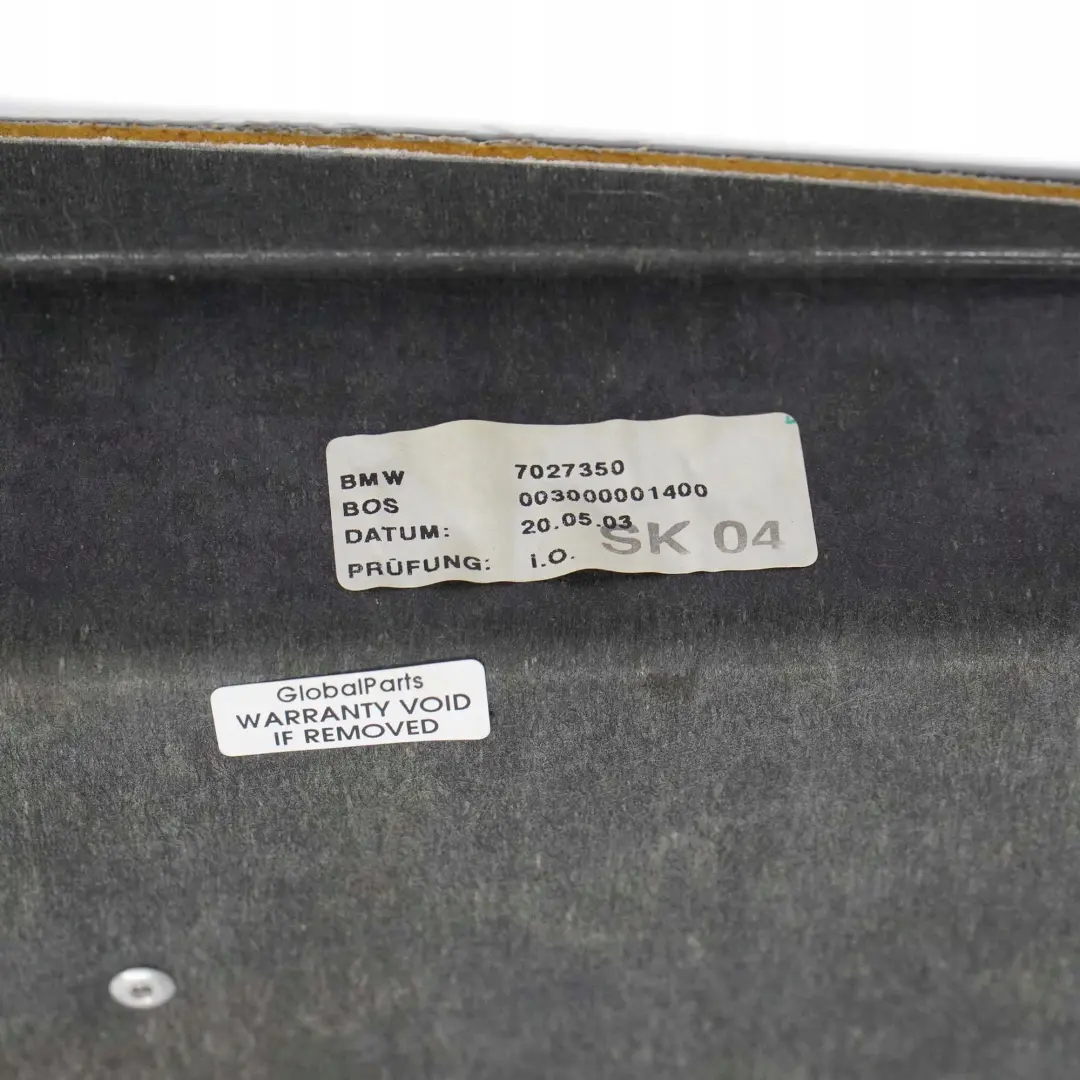 BMW 7027350
BOS 003000001400
DATUM: 20.05.03
SK 04
PRÜFUNG: i.O.
GlobalParts
WARRANTY VOID
IF REMOVED